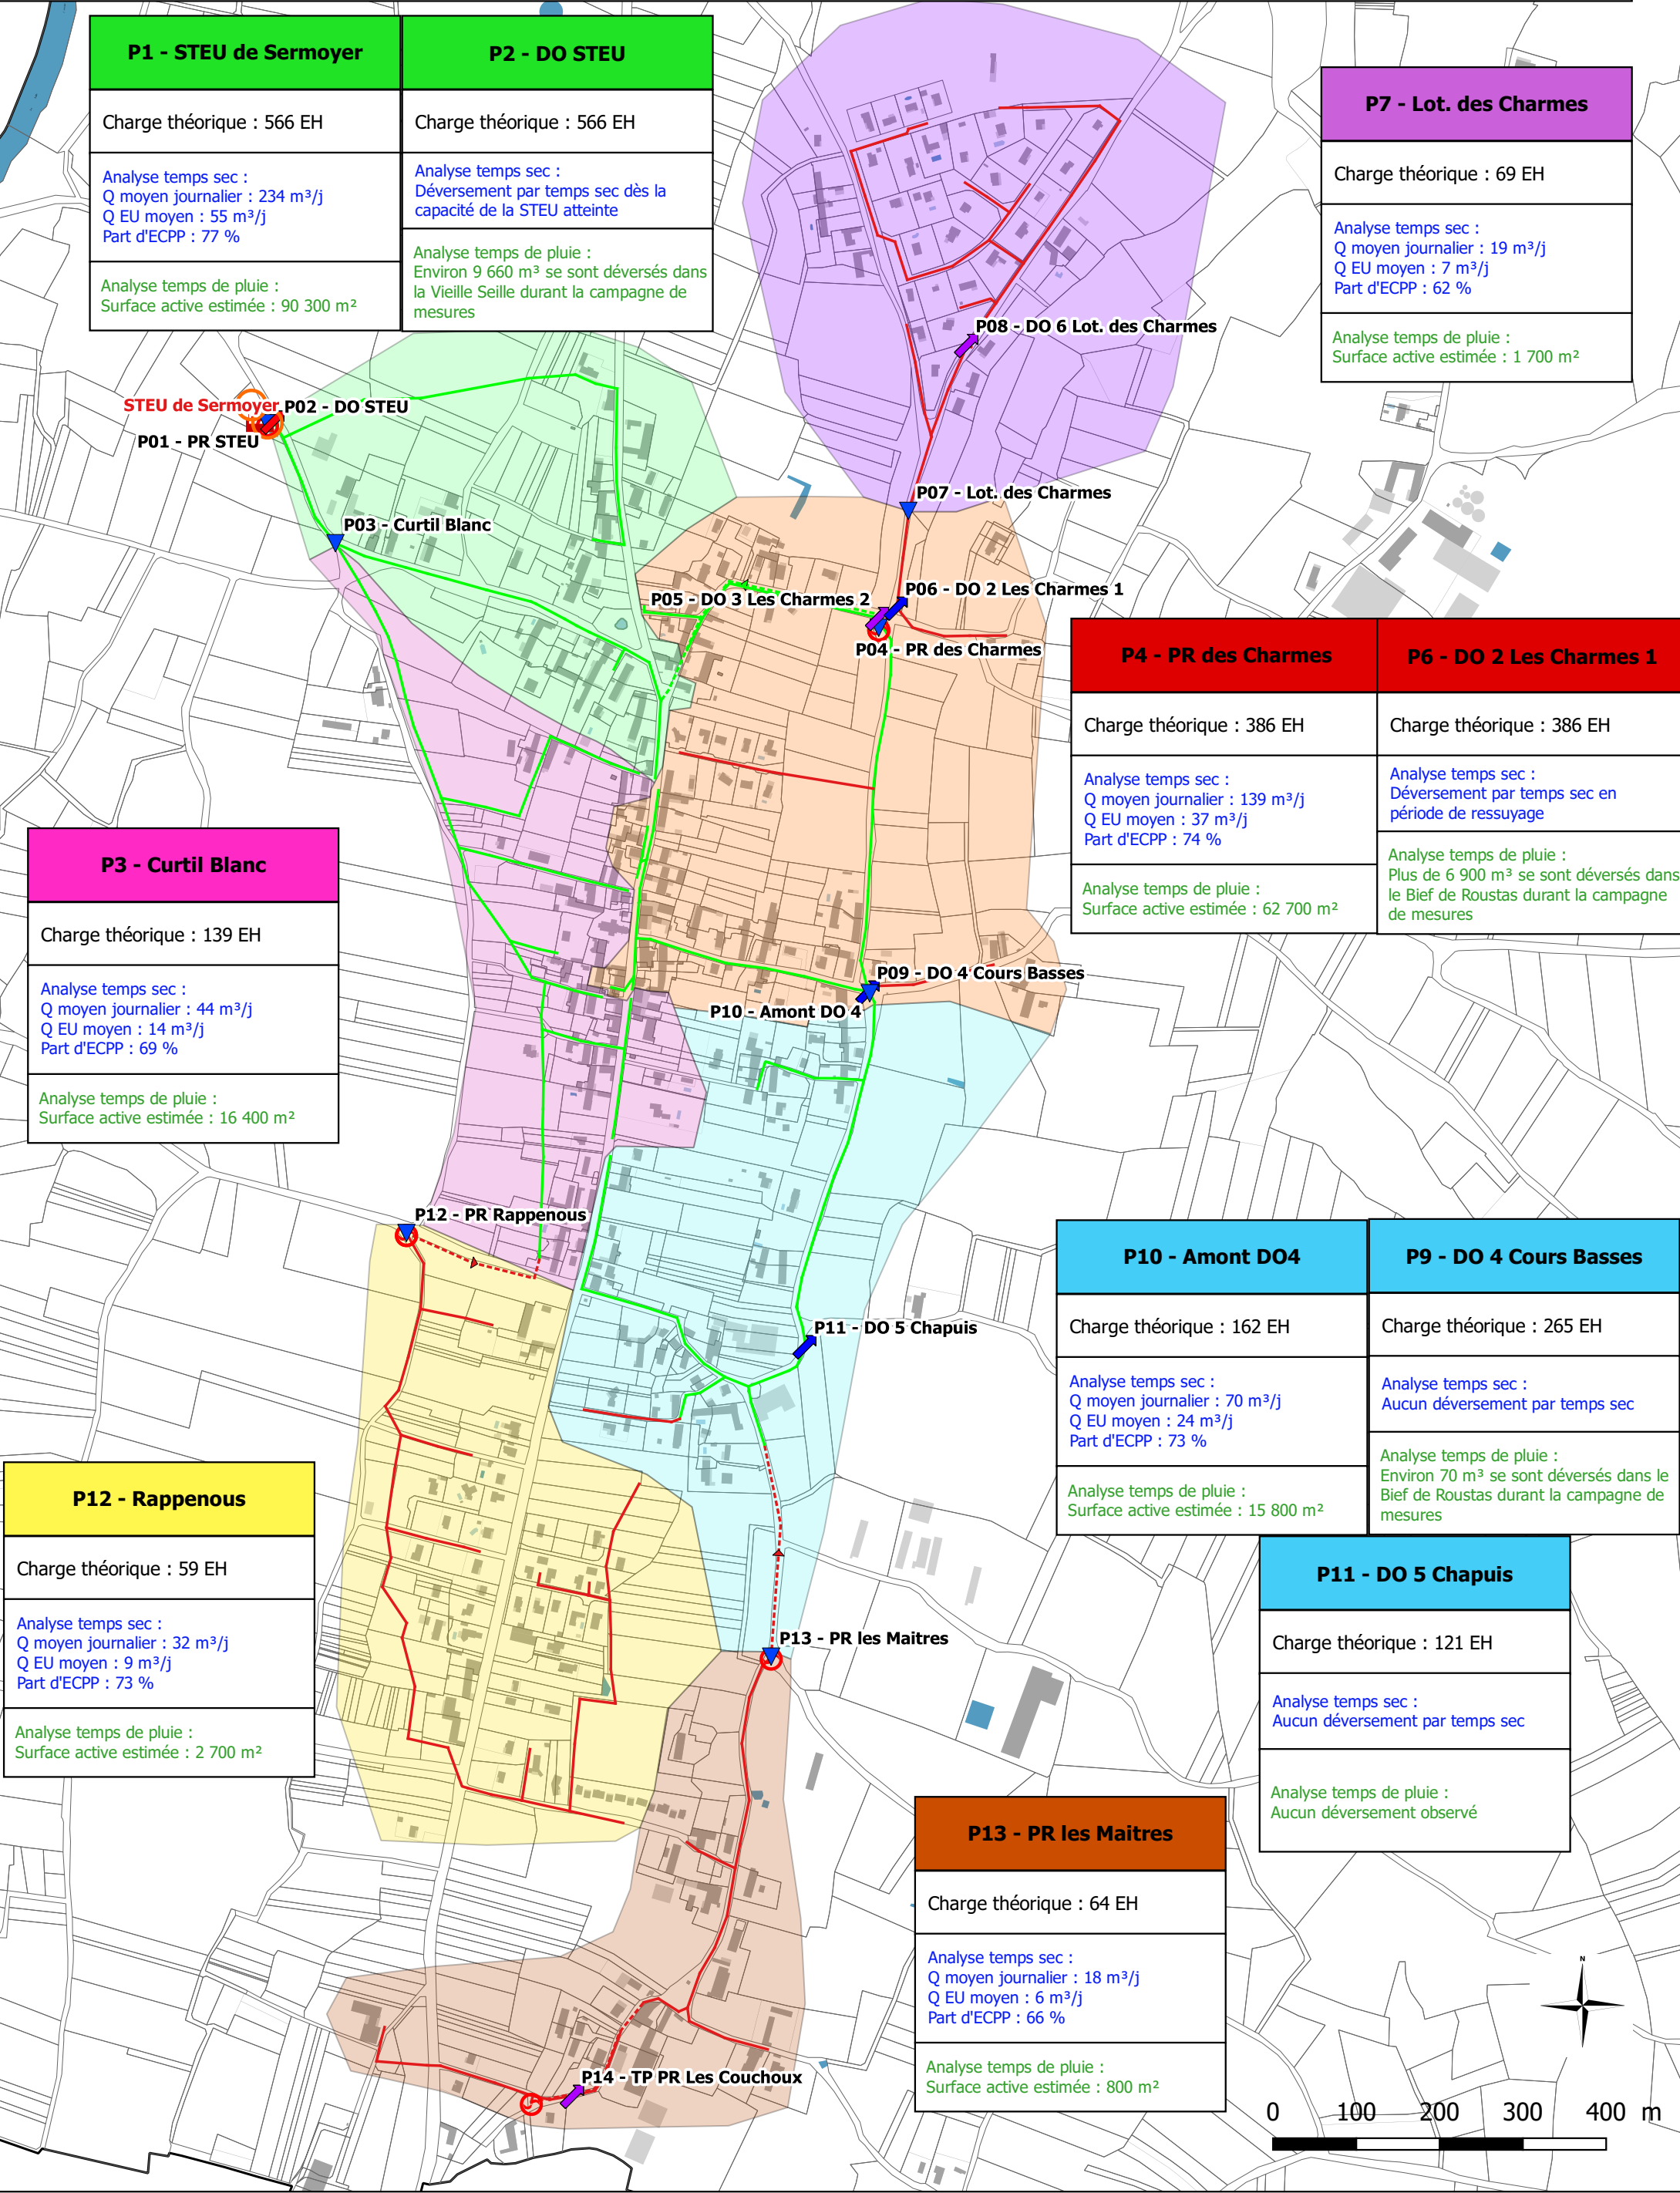 P1 - STEU de Sermoyer
Charge théorique : 566 EH
Analyse temps sec :
Q moyen journalier : 234 m³/j
Q EU moyen : 55 m³/j
Part d'ECPP : 77 %
Analyse temps de pluie :
Surface active estimée : 90 300 m²
P2 - DO STEU
Charge théorique : 566 EH
Analyse temps sec :
Déversement par temps sec dès la
capacité de la STEU atteinte
Analyse temps de pluie :
Environ 9 660 m³ se sont déversés dans
la Vieille Seille durant la campagne de
mesures
P7 - Lot. des Charmes
Charge théorique : 69 EH
Analyse temps sec :
Q moyen journalier : 19 m³/j
Q EU moyen : 7 m³/j
Part d'ECPP : 62 %
Analyse temps de pluie :
Surface active estimée : 1 700 m²
P08 - DO 6 Lot. des Charmes
STEU de Sermoyer
P02 - DO STEU
P01 - PR STEU
P07 - Lot. des Charmes
P03 - Curtil Blanc
P06 - DO 2 Les Charmes 1
P05 - DO 3 Les Charmes 2
P04 - PR des Charmes
P4 - PR des Charmes
Charge théorique : 386 EH
Analyse temps sec :
Q moyen journalier : 139 m³/j
Q EU moyen : 37 m³/j
Part d'ECPP : 74 %
Analyse temps de pluie :
Surface active estimée : 62 700 m²
P6 - DO 2 Les Charmes 1
Charge théorique : 386 EH
Analyse temps sec :
Déversement par temps sec en
période de ressuyage
Analyse temps de pluie :
Plus de 6 900 m³ se sont déversés dans
le Bief de Roustas durant la campagne
de mesures
P3 - Curtil Blanc
Charge théorique : 139 EH
Analyse temps sec :
Q moyen journalier : 44 m³/j
Q EU moyen : 14 m³/j
Part d'ECPP : 69 %
Analyse temps de pluie :
Surface active estimée : 16 400 m²
P09 - DO 4 Cours Basses
P10 - Amont DO 4
P12 - PR Rappenous
P10 - Amont DO4
Charge théorique : 162 EH
Analyse temps sec :
Q moyen journalier : 70 m³/j
Q EU moyen : 24 m³/j
Part d'ECPP : 73 %
Analyse temps de pluie :
Surface active estimée : 15 800 m²
P9 - DO 4 Cours Basses
Charge théorique : 265 EH
Analyse temps sec :
Aucun déversement par temps sec
Analyse temps de pluie :
Environ 70 m³ se sont déversés dans le
Bief de Roustas durant la campagne de
mesures
P11 - DO 5 Chapuis
P12 - Rappenous
Charge théorique : 59 EH
Analyse temps sec :
Q moyen journalier : 32 m³/j
Q EU moyen : 9 m³/j
Part d'ECPP : 73 %
Analyse temps de pluie :
Surface active estimée : 2 700 m²
P11 - DO 5 Chapuis
Charge théorique : 121 EH
Analyse temps sec :
Aucun déversement par temps sec
Analyse temps de pluie :
Aucun déversement observé
P13 - PR les Maitres
P13 - PR les Maitres
Charge théorique : 64 EH
Analyse temps sec :
Q moyen journalier : 18 m³/j
Q EU moyen : 6 m³/j
Part d'ECPP : 66 %
Analyse temps de pluie :
Surface active estimée : 800 m²
P14 - TP PR Les Couchoux
N
0 100 200 300 400 m